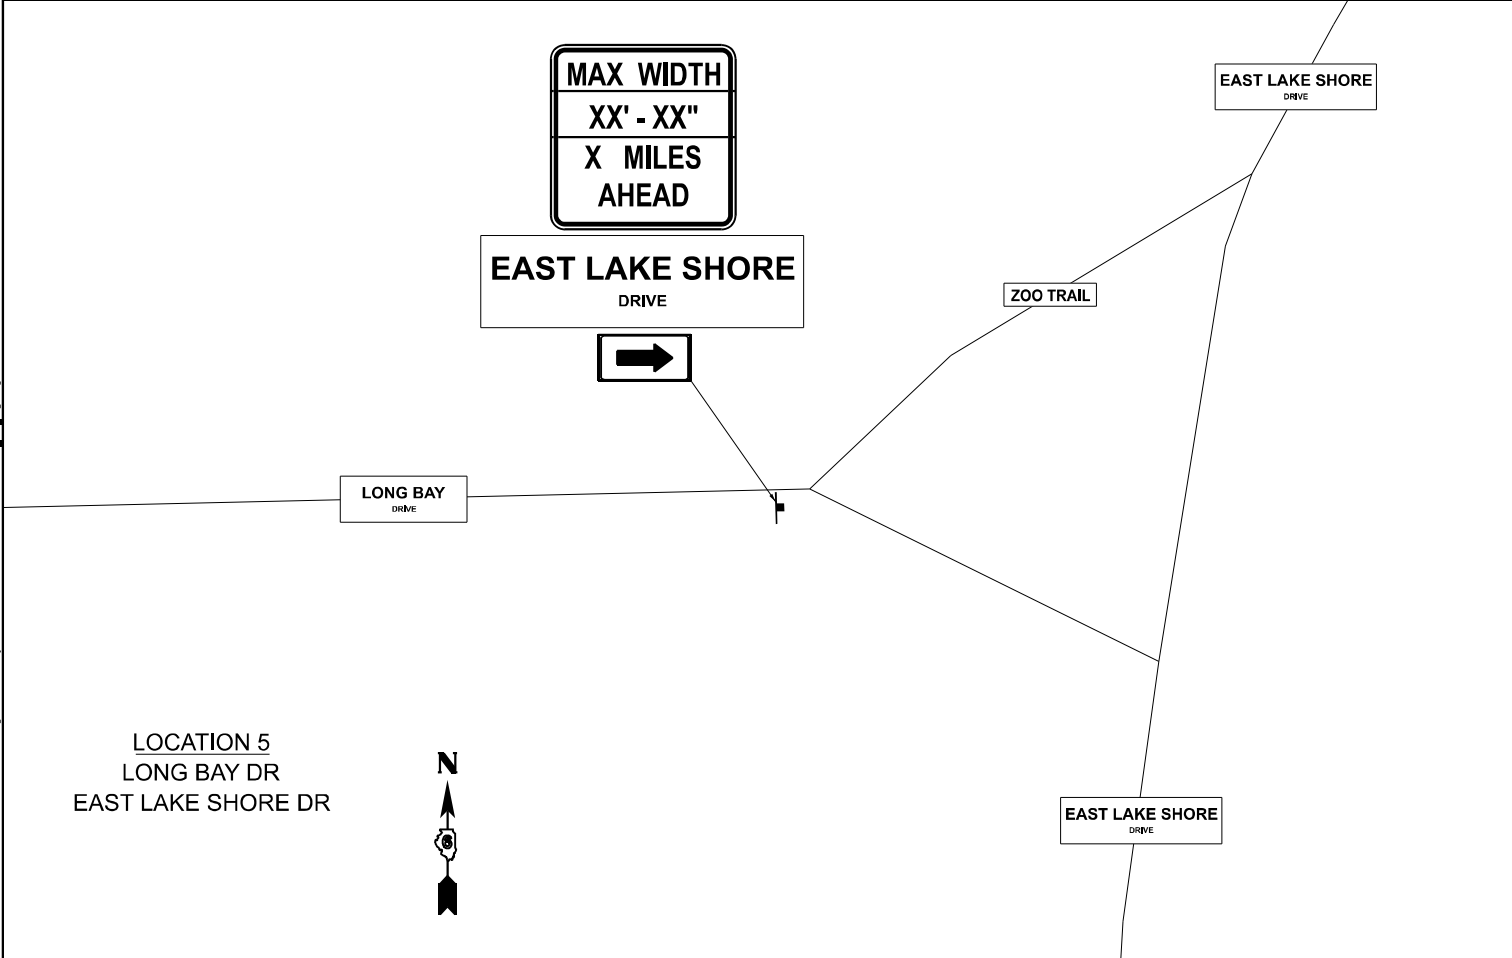 MAX WIDTH
XX' - XX"
X MILES
AHEAD
EAST LAKE SHORE
DRIVE
EAST LAKE SHORE
DRIVE
ZOO TRAIL
LONG BAY
DRIVE
LOCATION 5
LONG BAY DR
EAST LAKE SHORE DR
N
6
EAST LAKE SHORE
DRIVE